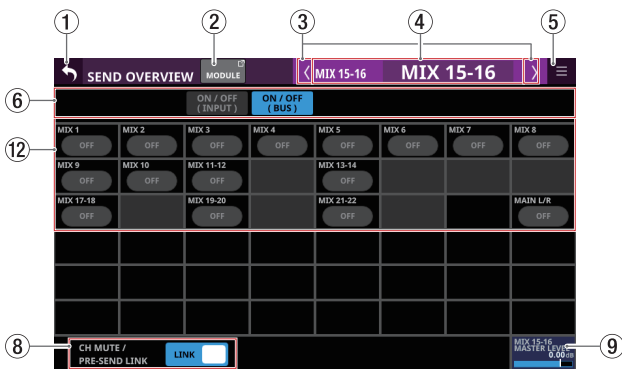 1 2 3 4 5
SEND OVERVIEW MODULE MIX 15-16 MIX 15-16
6 ON / OFF ON / OFF
( INPUT ) ( BUS )
12 MIX 1 MIX 2 MIX 3 MIX 4 MIX 5 MIX 6 MIX 7 MIX 8
OFF OFF OFF OFF OFF OFF OFF OFF
MIX 9 MIX 10 MIX 11-12 MIX 13-14
OFF OFF OFF OFF
MIX 17-18 MIX 19-20 MIX 21-22 MAIN L/R
OFF OFF OFF OFF
8 CH MUTE /
PRE-SEND LINK LINK
MIX 15-16
MASTER LEVEL 9
0.00dB